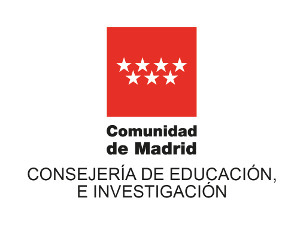 Comunidad
de Madrid
CONSEJERÍA DE EDUCACIÓN,
E INVESTIGACIÓN